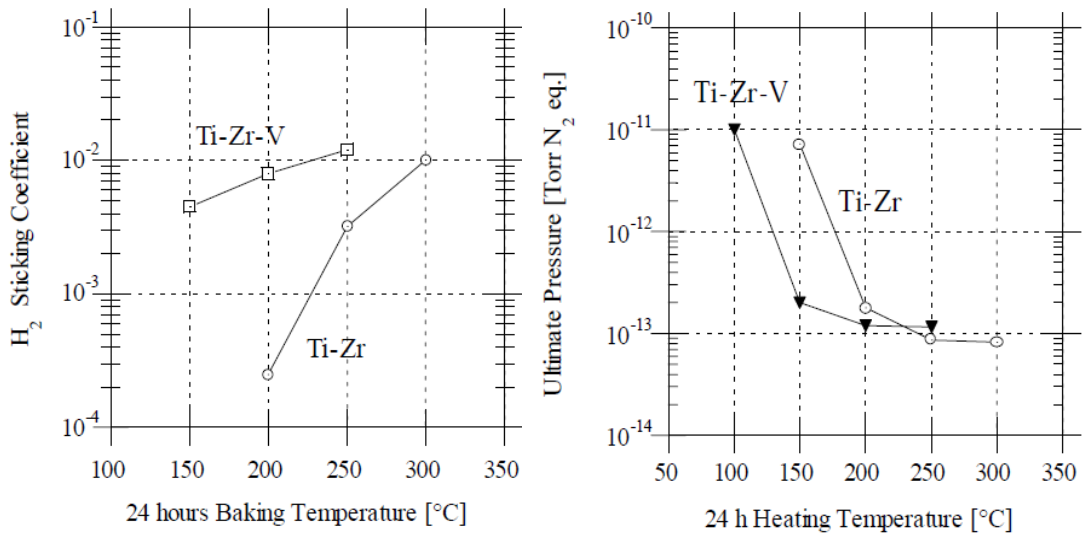 H₂ Sticking Coefficient
10⁻¹
10⁻²
10⁻³
10⁻⁴
Ti-Zr-V
Ti-Zr
100 150 200 250 300 350
24 hours Baking Temperature [°C]
Ultimate Pressure [Torr N₂ eq.]
10⁻¹⁰
10⁻¹¹
10⁻¹²
10⁻¹³
10⁻¹⁴
Ti-Zr-V
Ti-Zr
50 100 150 200 250 300 350
24 h Heating Temperature [°C]